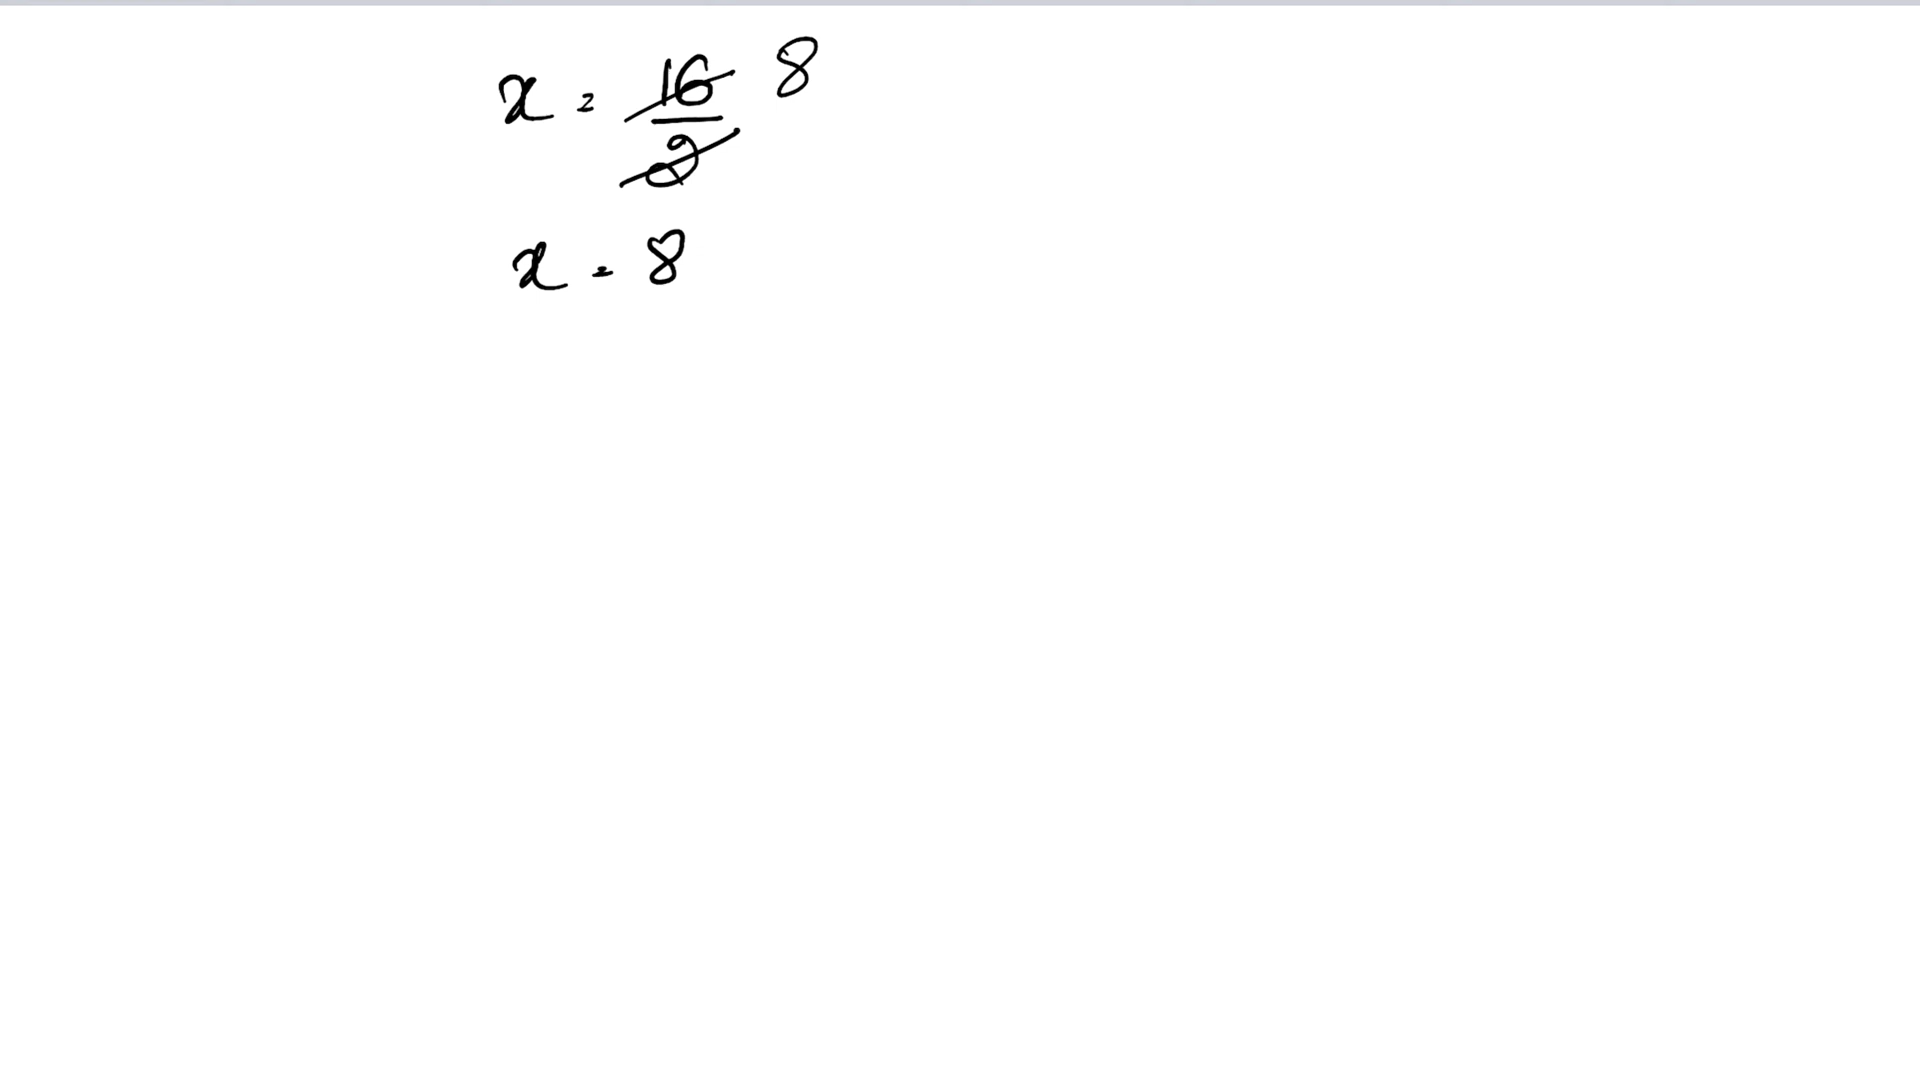 x = 16/2 8
x = 8